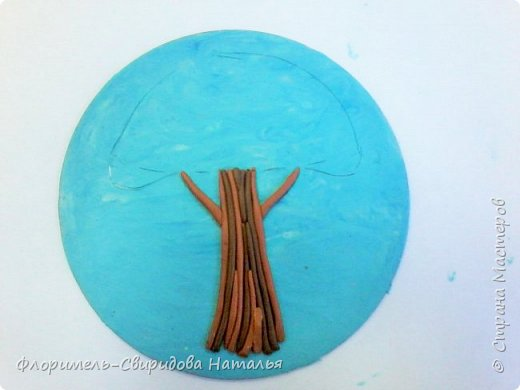 Флоримель-Свиридова Наталья
© Страна Мастеров